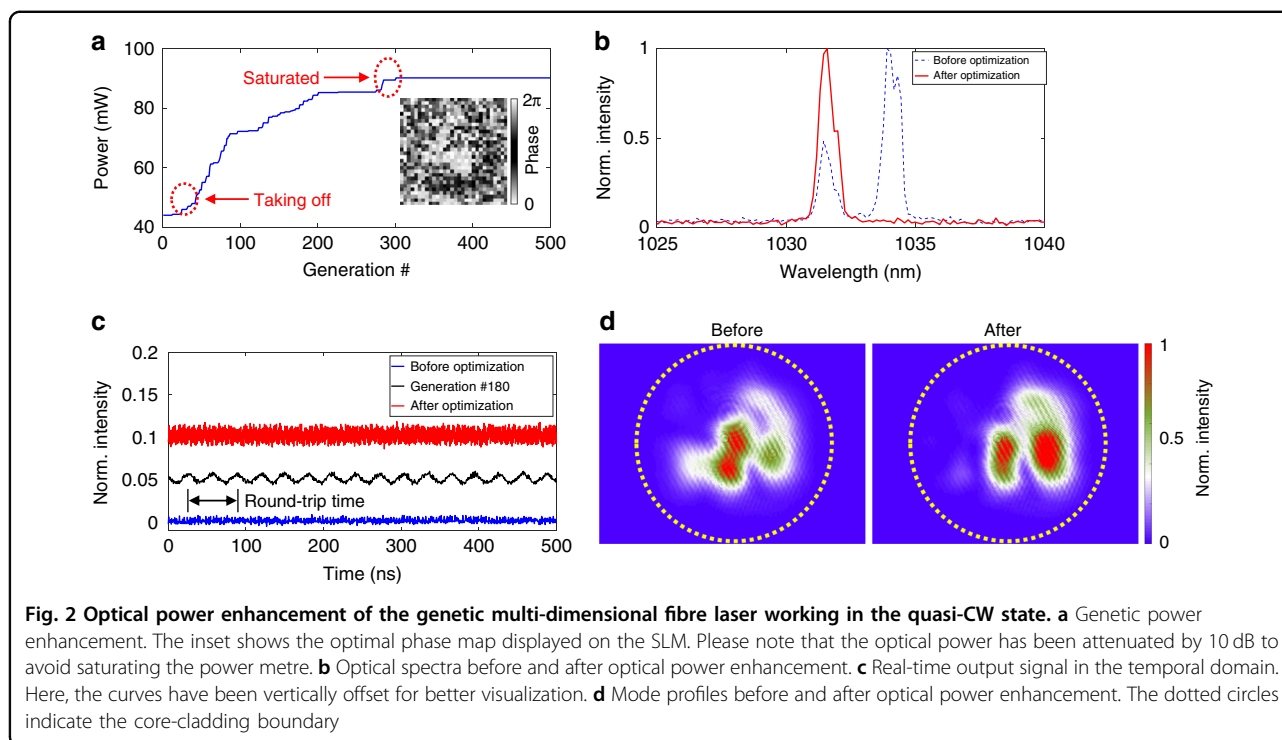 a
100
80
60
40
Power (mW)
Saturated
Taking off
2π
Phase
0
0 100 200 300 400 500
Generation #
b
1
0.5
0
Norm. intensity
Bofore optimization
After optimization
1025 1030 1035 1040
Wavelength (nm)
c
0.2
0.15
0.1
0.05
0
Norm. intensity
Bofore optimization
Generation #180
After optimization
Round-trip time
0 100 200 300 400 500
Time (ns)
d
Before After
1
0.5
0
Norm. intensity
Fig. 2 Optical power enhancement of the genetic multi-dimensional fibre laser working in the quasi-CW state. a Genetic power
enhancement. The inset shows the optimal phase map displayed on the SLM. Please note that the optical power has been attenuated by 10 dB to
avoid saturating the power metre. b Optical spectra before and after optical power enhancement. c Real-time output signal in the temporal domain.
Here, the curves have been vertically offset for better visualization. d Mode profiles before and after optical power enhancement. The dotted circles
indicate the core-cladding boundary